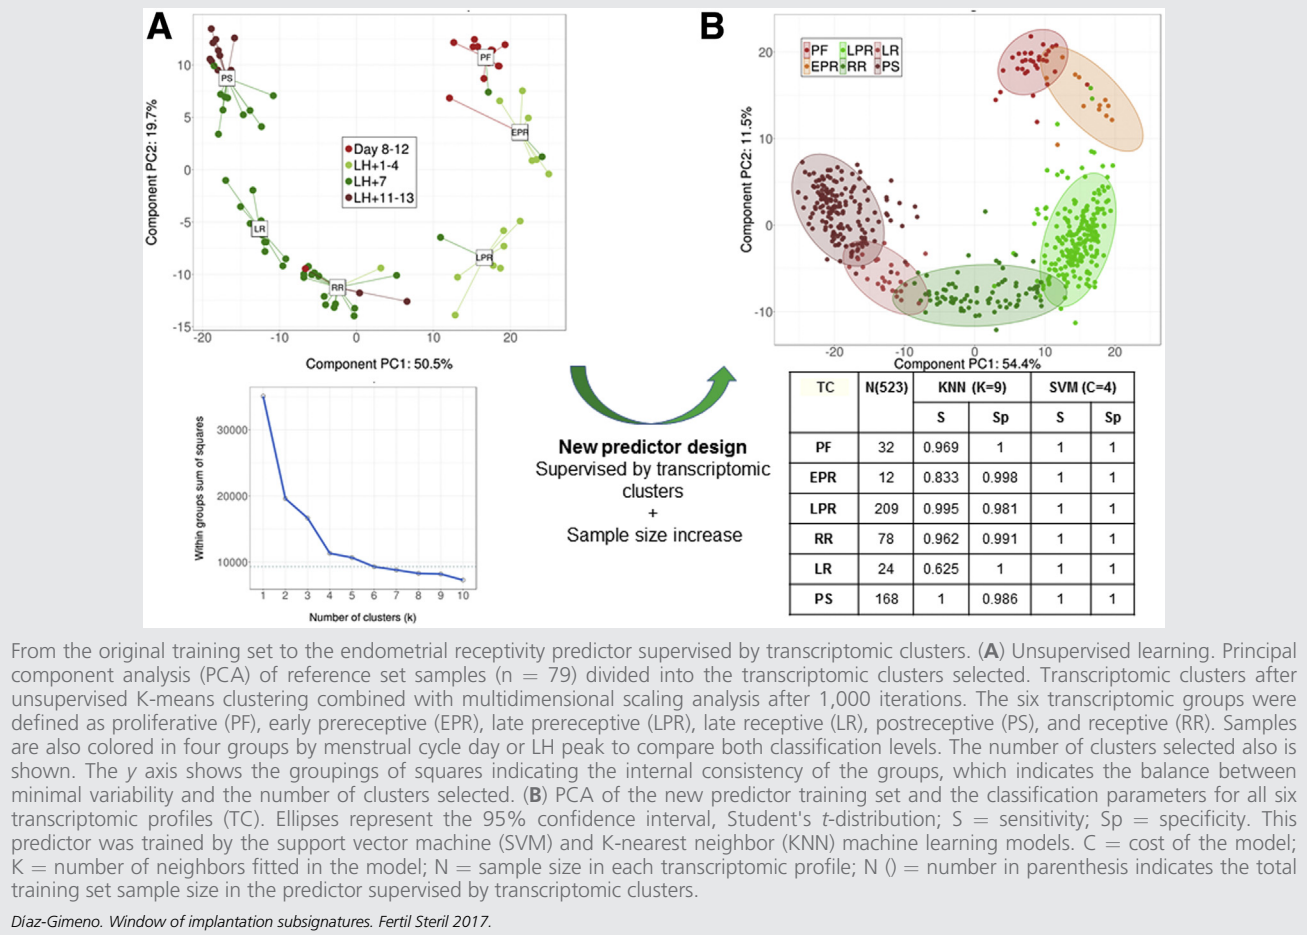 A
PS
PF
EPR
LR
RR
LPR
Day 8-12
LH+1-4
LH+7
LH+11-13
Component PC2: 19.7%
10
5
0
-5
-10
-15
-20 -10 0 10 20
Component PC1: 50.5%
B
PF LPR LR
EPR RR PS
Component PC2: 11.5%
20
10
0
-10
-20 -10 0 10 20
Component PC1: 54.4%
Within groups sum of squares
30000
20000
10000
1 2 3 4 5 6 7 8 9 10
Number of clusters (k)
New predictor design
Supervised by transcriptomic
clusters
+
Sample size increase
TC N(523) KNN (K=9) SVM (C=4)
S Sp S Sp
PF 32 0.969 1 1 1
EPR 12 0.833 0.998 1 1
LPR 209 0.995 0.981 1 1
RR 78 0.962 0.991 1 1
LR 24 0.625 1 1 1
PS 168 1 0.986 1 1
From the original training set to the endometrial receptivity predictor supervised by transcriptomic clusters. (A) Unsupervised learning. Principal
component analysis (PCA) of reference set samples (n = 79) divided into the transcriptomic clusters selected. Transcriptomic clusters after
unsupervised K-means clustering combined with multidimensional scaling analysis after 1,000 iterations. The six transcriptomic groups were
defined as proliferative (PF), early prereceptive (EPR), late prereceptive (LPR), late receptive (LR), postreceptive (PS), and receptive (RR). Samples
are also colored in four groups by menstrual cycle day or LH peak to compare both classification levels. The number of clusters selected also is
shown. The y axis shows the groupings of squares indicating the internal consistency of the groups, which indicates the balance between
minimal variability and the number of clusters selected. (B) PCA of the new predictor training set and the classification parameters for all six
transcriptomic profiles (TC). Ellipses represent the 95% confidence interval, Student's t-distribution; S = sensitivity; Sp = specificity. This
predictor was trained by the support vector machine (SVM) and K-nearest neighbor (KNN) machine learning models. C = cost of the model;
K = number of neighbors fitted in the model; N = sample size in each transcriptomic profile; N () = number in parenthesis indicates the total
training set sample size in the predictor supervised by transcriptomic clusters.
Díaz-Gimeno. Window of implantation subsignatures. Fertil Steril 2017.